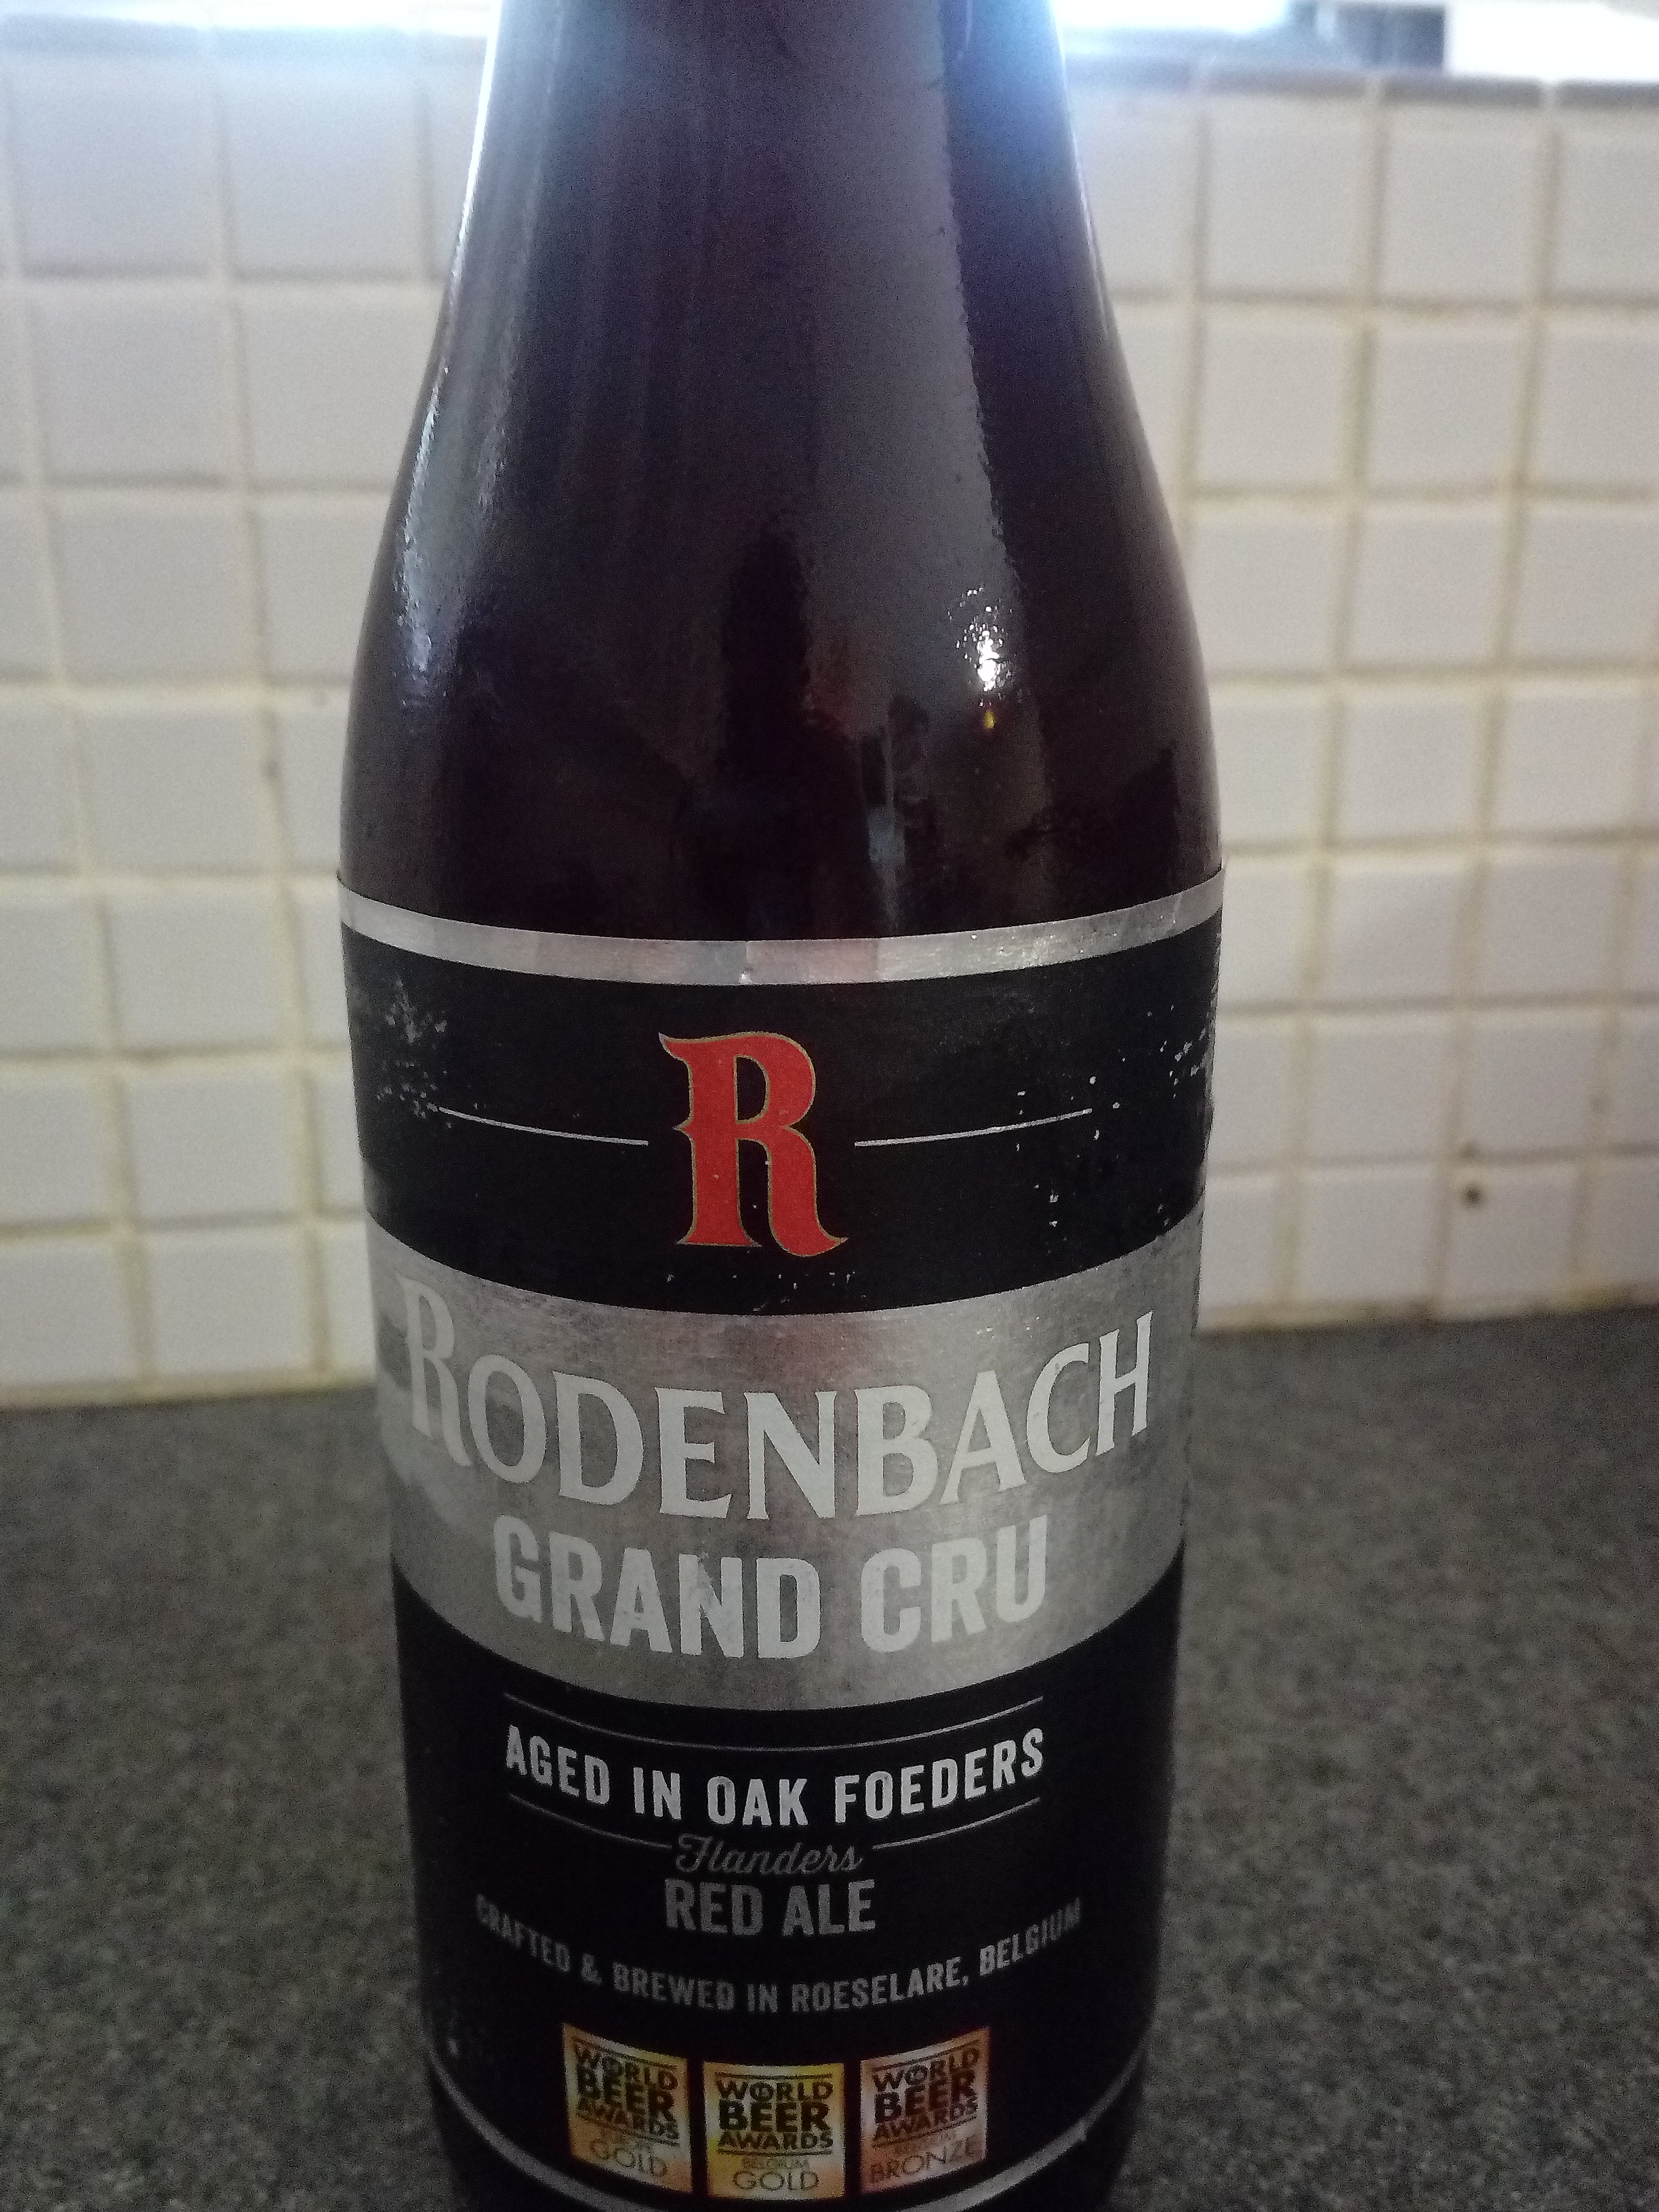 R
RODENBACH
GRAND CRU
AGED IN OAK FOEDERS
Flanders
RED ALE
CRAFTED & BREWED IN ROESELARE, BELGIUM
WORLD
BEER
AWARDS
GOLD
WORLD
BEER
AWARDS
BELGIUM
GOLD
WORLD
BEER
AWARDS
BRONZE